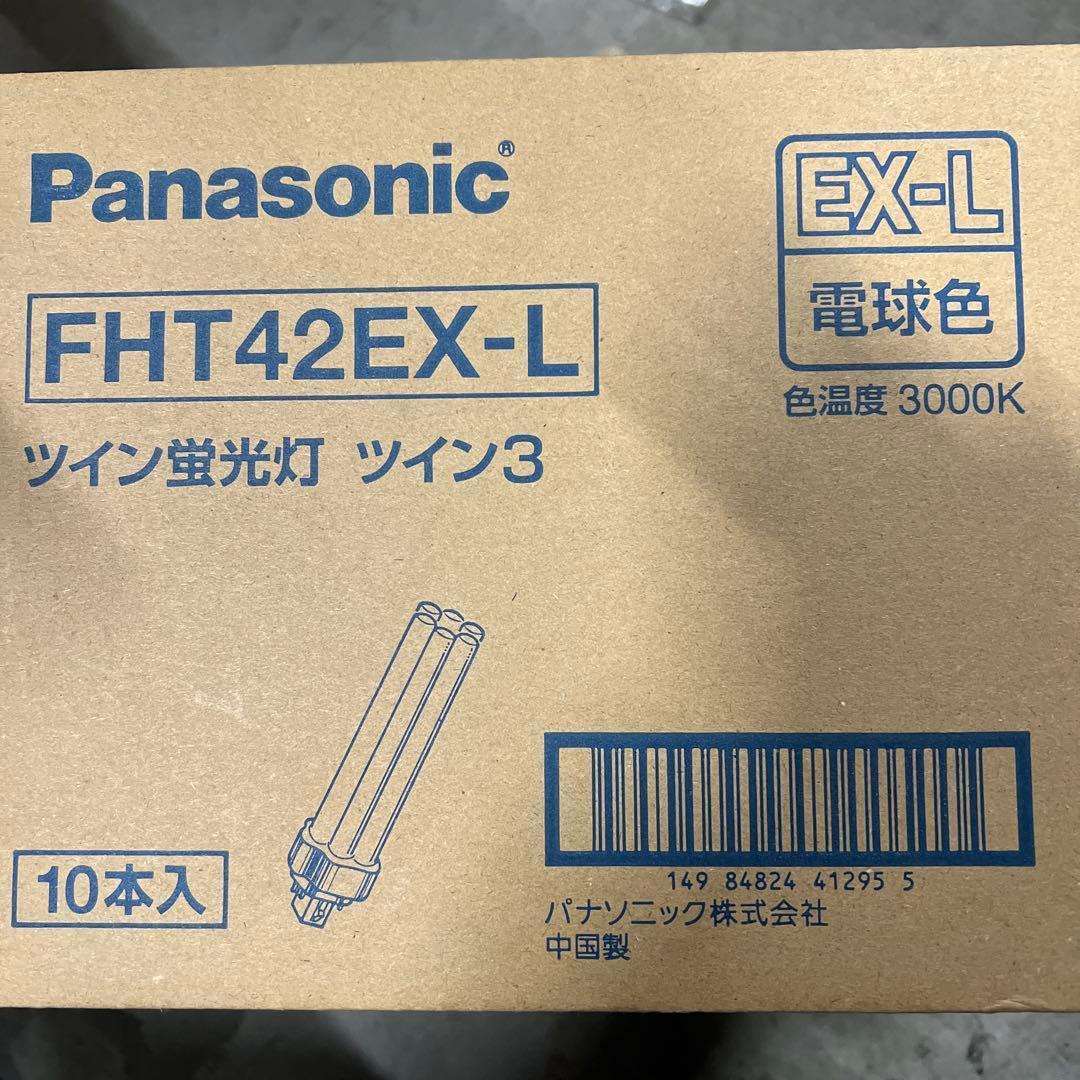 Panasonic®
EX-L
電球色
色温度 3000K
FHT42EX-L
ツイン蛍光灯 ツイン3
10本入
149 84824 41295 5
パナソニック株式会社
中国製